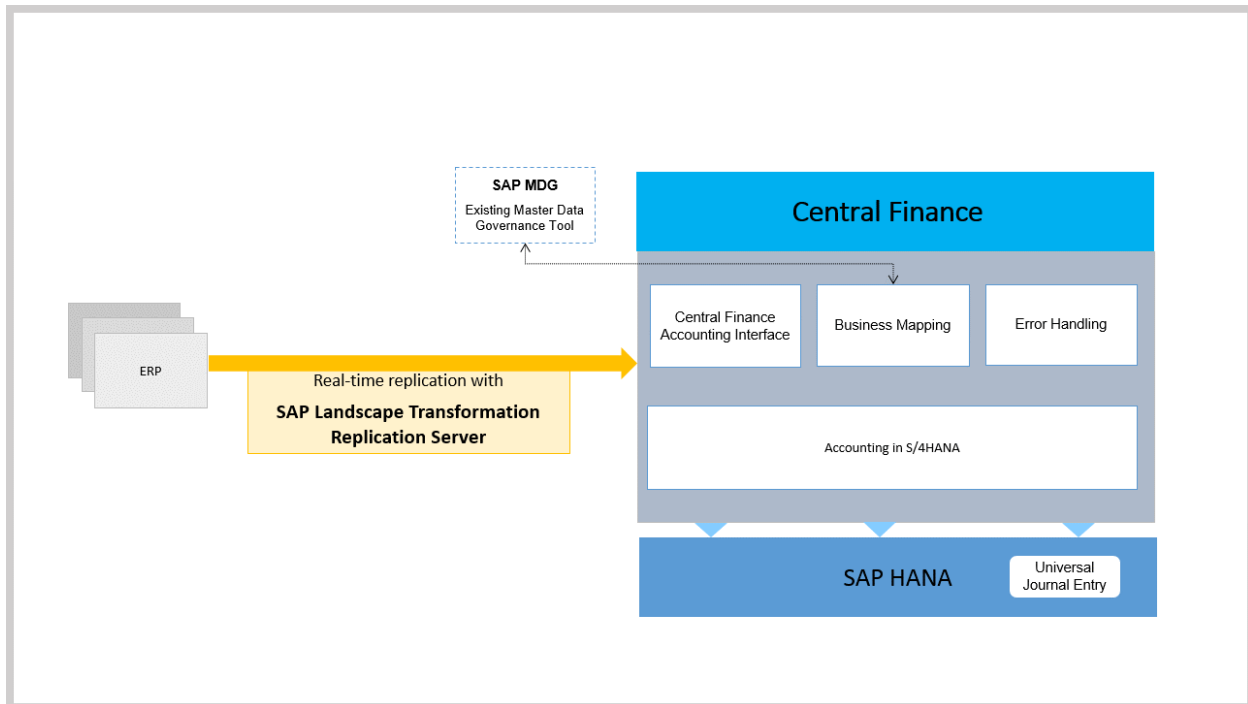 SAP MDG
Existing Master Data
Governance Tool
Central Finance
Central Finance
Accounting Interface
Business Mapping
Error Handling
ERP
Real-time replication with
SAP Landscape Transformation
Replication Server
Accounting in S/4HANA
SAP HANA
Universal
Journal Entry